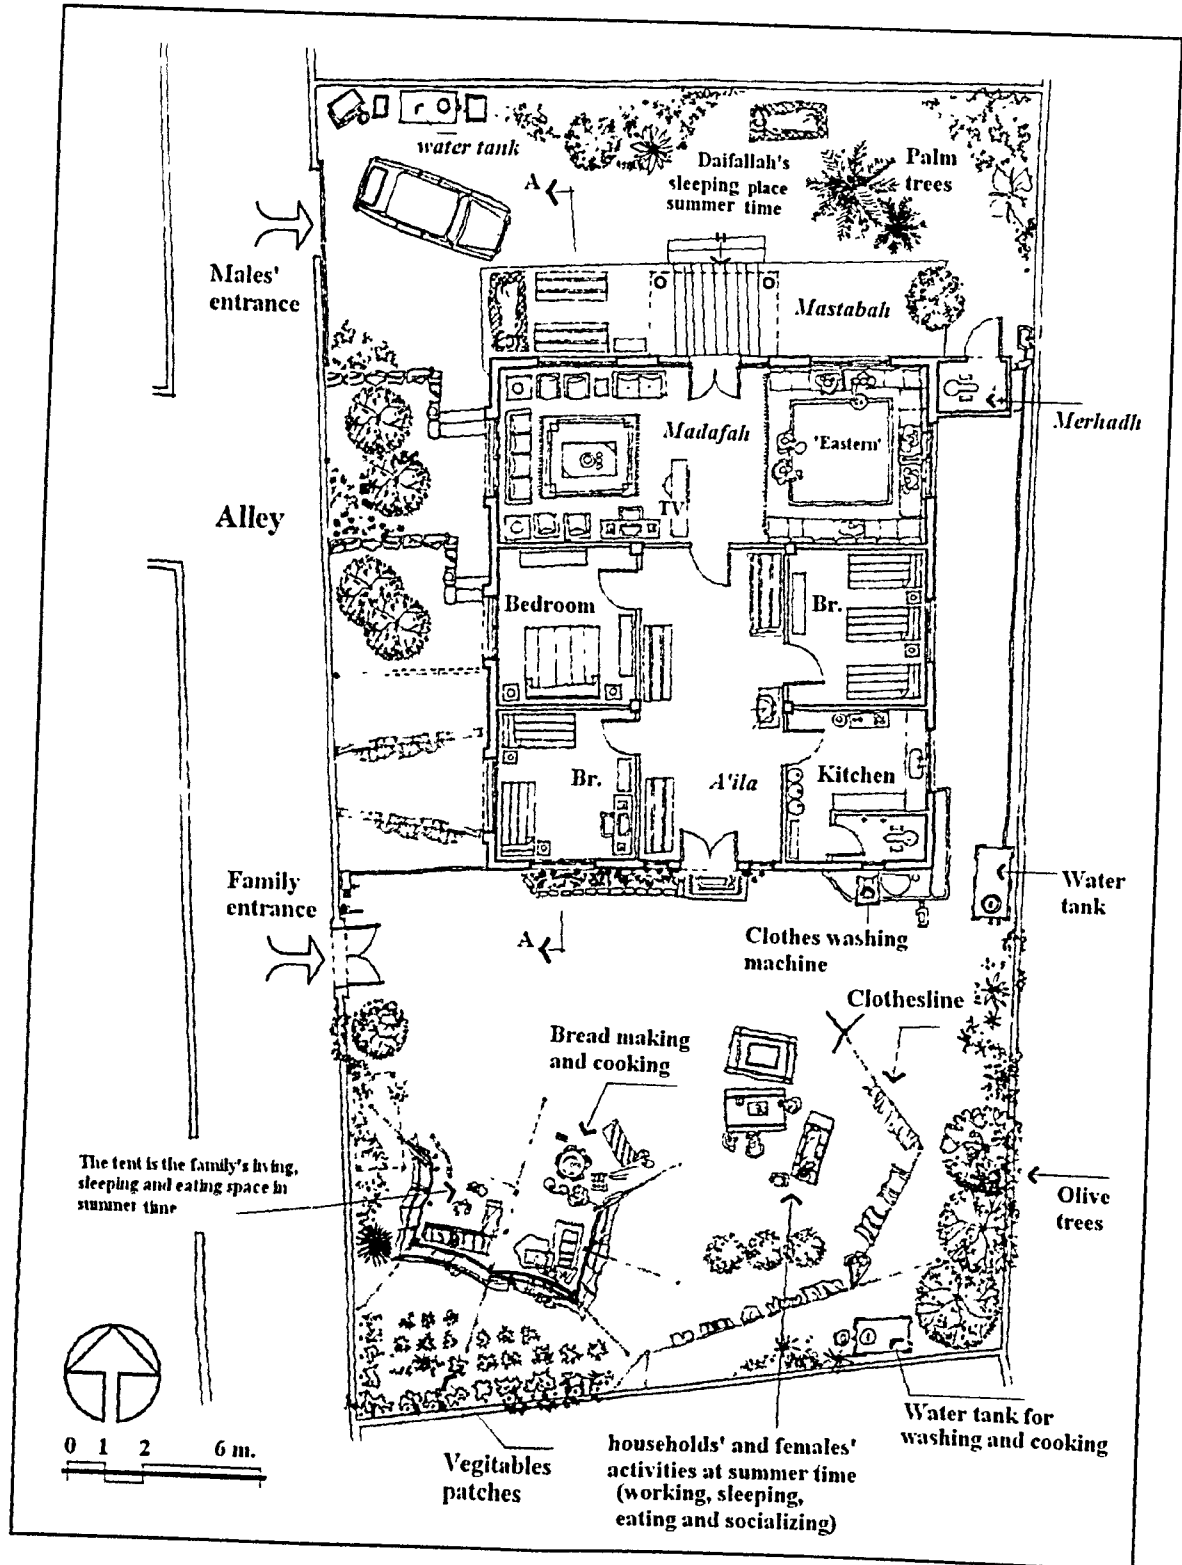 water tank
Daifallah's
sleeping place
summer time
Palm
trees
A
Males'
entrance
Mastabah
Merhadh
Madafah
'Eastern'
TV
Alley
Bedroom
Br.
Br.
A'ila
Kitchen
Family
entrance
Water
tank
A
Clothes washing
machine
Clothesline
Bread making
and cooking
The tent is the family's living,
sleeping and eating space in
summer time
Olive
trees
0 1 2 6 m.
Vegitables
patches
households' and females'
activities at summer time
(working, sleeping,
eating and socializing)
Water tank for
washing and cooking